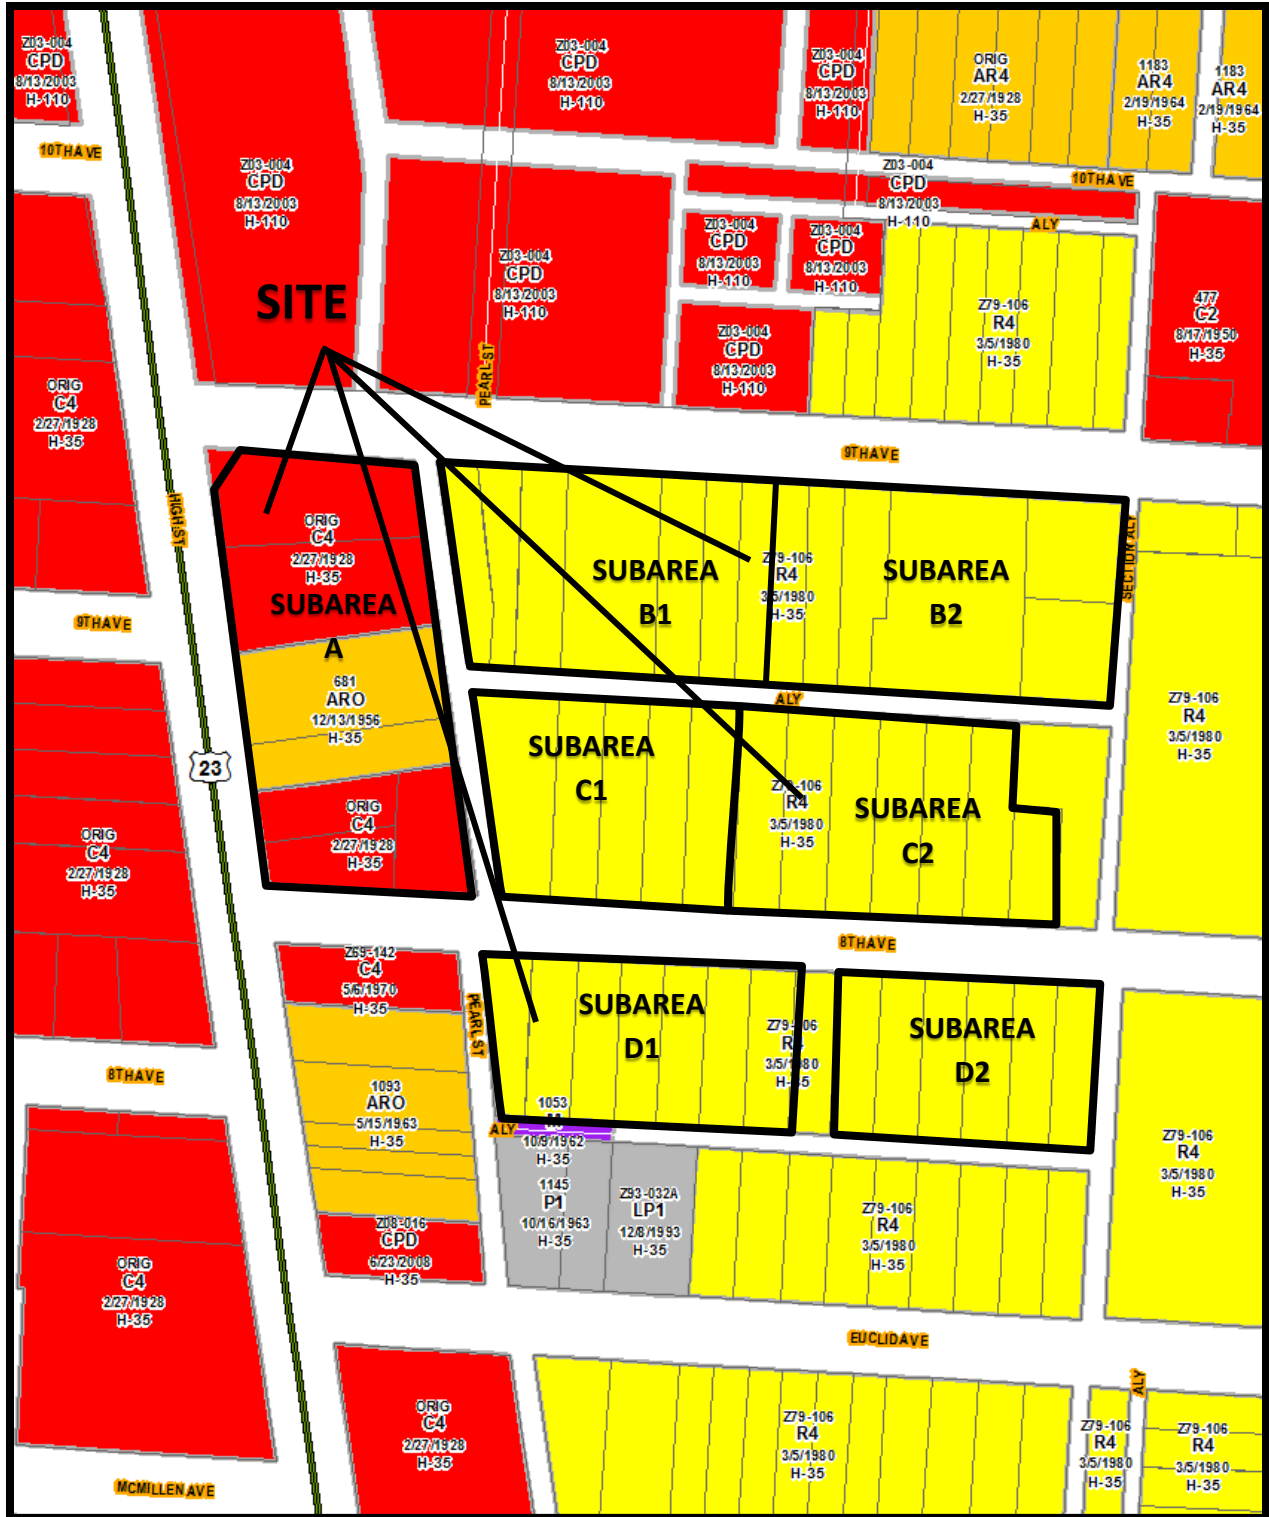 Z03-004
CPD
8/13/2003
H-110
Z03-004
CPD
8/13/2003
H-110
Z03-004
CPD
8/13/2003
H-110
ORIG
AR4
2/27/1928
H-35
1183
AR4
2/19/1964
H-35
1183
AR4
2/19/1964
H-35
10TH AVE
Z03-004
CPD
8/13/2003
H-110
Z03-004
CPD
8/13/2003
H-110
10TH AVE
ALY
Z03-004
CPD
8/13/2003
H-110
Z03-004
CPD
8/13/2003
H-110
Z03-004
CPD
8/13/2003
H-110
SITE
Z79-106
R4
3/5/1980
H-35
477
C2
8/17/1950
H-35
Z03-004
CPD
8/13/2003
H-110
PEARL ST
ORIG
C4
2/27/1928
H-35
9TH AVE
HIGH ST
ORIG
C4
2/27/1928
H-35
SUBAREA
A
SUBAREA
B1
Z79-106
R4
3/5/1980
H-35
SUBAREA
B2
SECTION ALY
9TH AVE
681
ARO
12/13/1956
H-35
ALY
Z79-106
R4
3/5/1980
H-35
23
SUBAREA
C1
Z79-106
R4
3/5/1980
H-35
SUBAREA
C2
ORIG
C4
2/27/1928
H-35
ORIG
C4
2/27/1928
H-35
8TH AVE
Z69-142
C4
5/6/1970
H-35
PEARL ST
SUBAREA
D1
Z79-106
R4
3/5/1980
H-35
SUBAREA
D2
8TH AVE
1093
ARO
5/15/1963
H-35
1053
M
10/9/1962
H-35
ALY
Z79-106
R4
3/5/1980
H-35
1145
P1
10/16/1963
H-35
Z93-032A
LP1
12/8/1993
H-35
Z79-106
R4
3/5/1980
H-35
Z08-016
CPD
6/23/2008
H-35
ORIG
C4
2/27/1928
H-35
EUCLID AVE
ALY
ORIG
C4
2/27/1928
H-35
Z79-106
R4
3/5/1980
H-35
Z79-106
R4
3/5/1980
H-35
Z79-106
R4
3/5/1980
H-35
MCMILLEN AVE